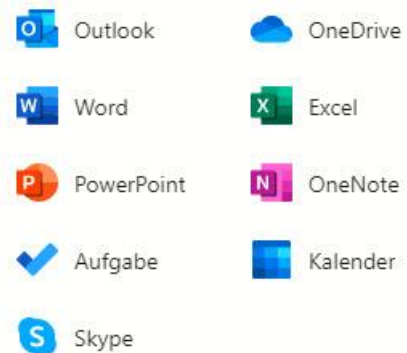 Outlook OneDrive
Word Excel
PowerPoint OneNote
Aufgabe Kalender
Skype